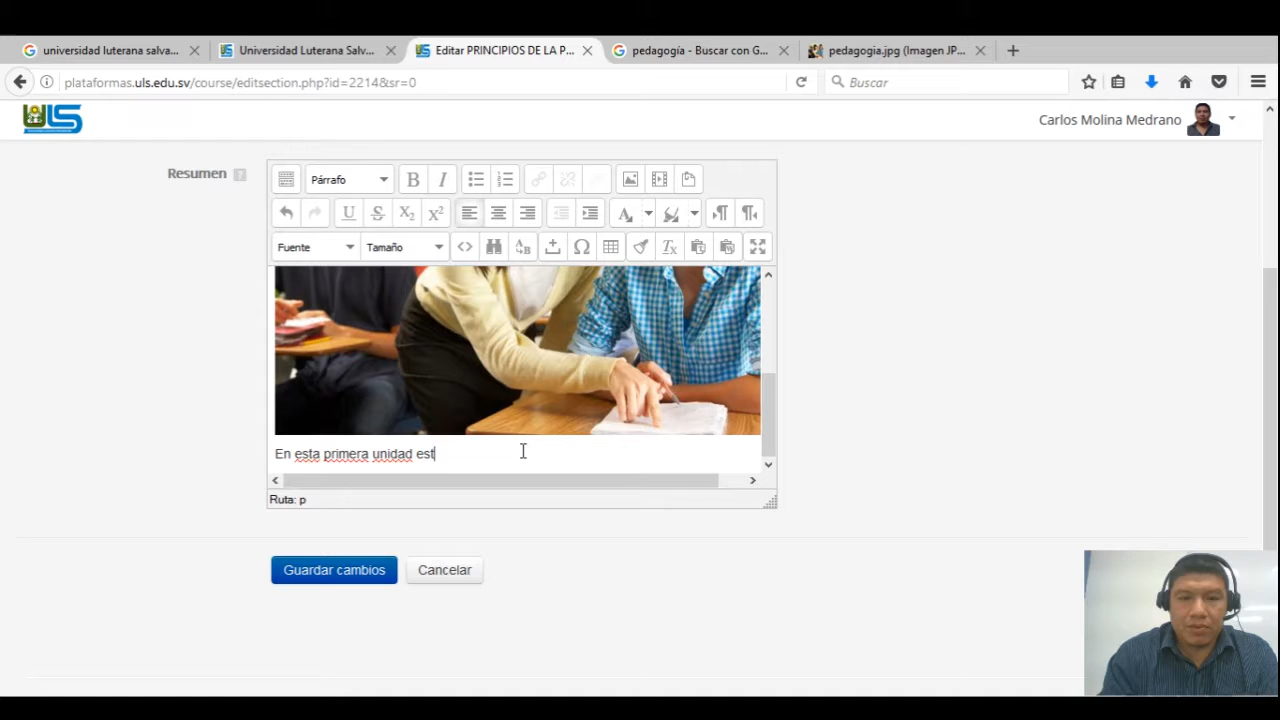 universidad luterana salva...
Universidad Luterana Salv...
Editar PRINCIPIOS DE LA P...
pedagogía - Buscar con G...
pedagogia.jpg (Imagen JP...
plataformas.uls.edu.sv/course/editsection.php?id=2214&sr=0
Buscar
ULS
Carlos Molina Medrano
Resumen
Párrafo
Fuente
Tamaño
En esta primera unidad est
Ruta: p
Guardar cambios
Cancelar